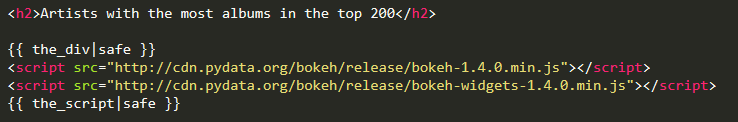 <h2>Artists with the most albums in the top 200</h2>
{{ the_div|safe }}
<script src="http://cdn.pydata.org/bokeh/release/bokeh-1.4.0.min.js"></script>
<script src="http://cdn.pydata.org/bokeh/release/bokeh-widgets-1.4.0.min.js"></script>
{{ the_script|safe }}